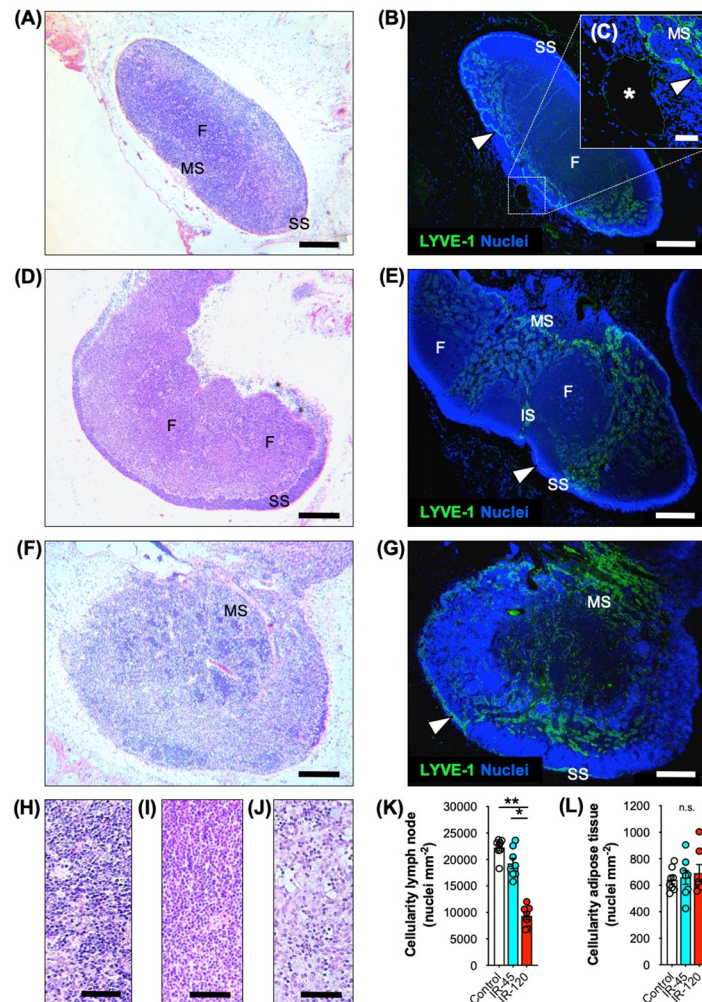 (A)
F
MS
SS
(B)
SS
(C)
MS
*
F
LYVE-1 Nuclei
(D)
F
F
SS
(E)
MS
F
F
IS
SS
LYVE-1 Nuclei
(F)
MS
(G)
MS
SS
LYVE-1 Nuclei
(H)
(I)
(J)
(K)
Cellularity lymph node
(nuclei mm-2)
30000
25000
20000
15000
10000
5000
0
**
*
Control
IR-45
IR-120
(L)
Cellularity adipose tissue
(nuclei mm-2)
1200
1000
800
600
400
200
0
n.s.
Control
IR-45
IR-120